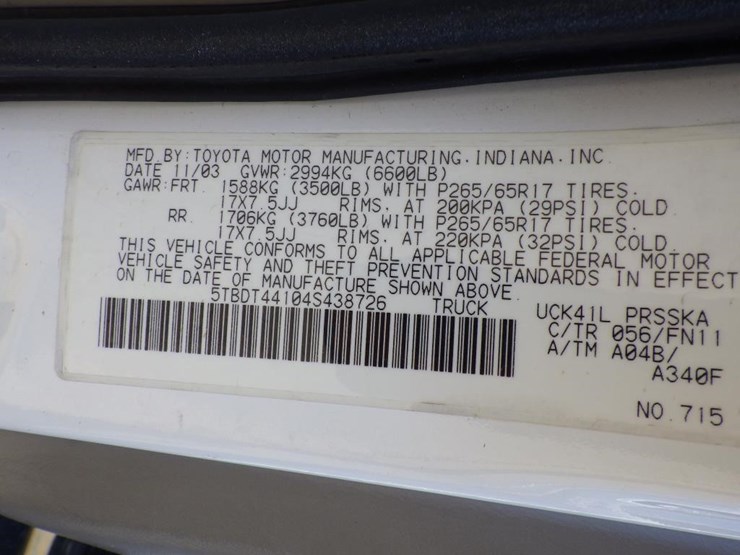 MFD.BY:TOYOTA MOTOR MANUFACTURING.INDIANA.INC.
DATE 11/03 GVWR:2994KG (6600LB)
GAWR:FRT. 1588KG (3500LB) WITH P265/65R17 TIRES.
17X7.5JJ RIMS. AT 200KPA (29PSI) COLD.
RR. 1706KG (3760LB) WITH P265/65R17 TIRES.
17X7.5JJ RIMS. AT 220KPA (32PSI) COLD.
THIS VEHICLE CONFORMS TO ALL APPLICABLE FEDERAL MOTOR
VEHICLE SAFETY AND THEFT PREVENTION STANDARDS IN EFFECT
ON THE DATE OF MANUFACTURE SHOWN ABOVE.
5TBDT44104S438726 TRUCK
UCK41L PRSSKA
C/TR 056/FN11
A/TM A04B/
A340F
NO.715